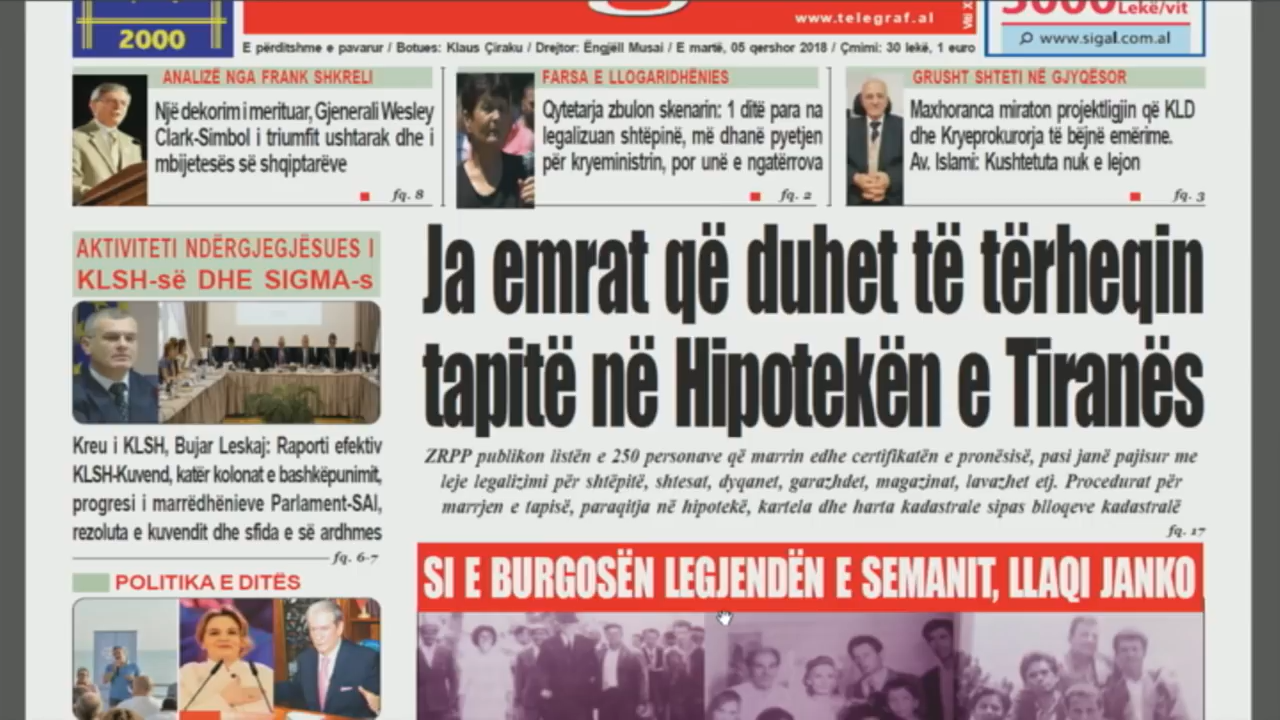 2000
www.telegraf.al
Lekë/vit
www.sigal.com.al
E përditshme e pavarur / Botues: Klaus Çiraku / Drejtor: Ëngjëll Musai / E martë, 05 qershor 2018 / Çmimi: 30 lekë, 1 euro
ANALIZË NGA FRANK SHKRELI
Një dekorim i merituar, Gjenerali Wesley
Clark-Simbol i triumfit ushtarak dhe i
mbijetesës së shqiptarëve
fq. 8
FARSA E LLOGARIDHËNIES
Qytetarja zbulon skenarin: 1 ditë para na
legalizuan shtëpinë, më dhanë pyetjen
për kryeministrin, por unë e ngatërrova
fq. 2
GRUSHT SHTETI NË GJYQËSOR
Maxhoranca miraton projektligjin që KLD
dhe Kryeprokurorja të bëjnë emërime.
Av. Islami: Kushtetuta nuk e lejon
fq. 3
AKTIVITETI NDËRGJEGJËSUES I
KLSH-së DHE SIGMA-s
Kreu i KLSH, Bujar Leskaj: Raporti efektiv
KLSH-Kuvend, katër kolonat e bashkëpunimit,
progresi i marrëdhënieve Parlament-SAI,
rezoluta e kuvendit dhe sfida e së ardhmes
fq. 6-7
POLITIKA E DITËS
Ja emrat që duhet të tërheqin
tapitë në Hipotekën e Tiranës
ZRPP publikon listën e 250 personave që marrin edhe certifikatën e pronësisë, pasi janë pajisur me
leje legalizimi për shtëpitë, shtesat, dyqanet, garazhdet, magazinat, lavazhet etj. Procedurat për
marrjen e tapisë, paraqitja në hipotekë, kartela dhe harta kadastrale sipas blloqeve kadastralë
fq. 17
SI E BURGOSËN LEGJENDËN E SEMANIT, LLAQI JANKO